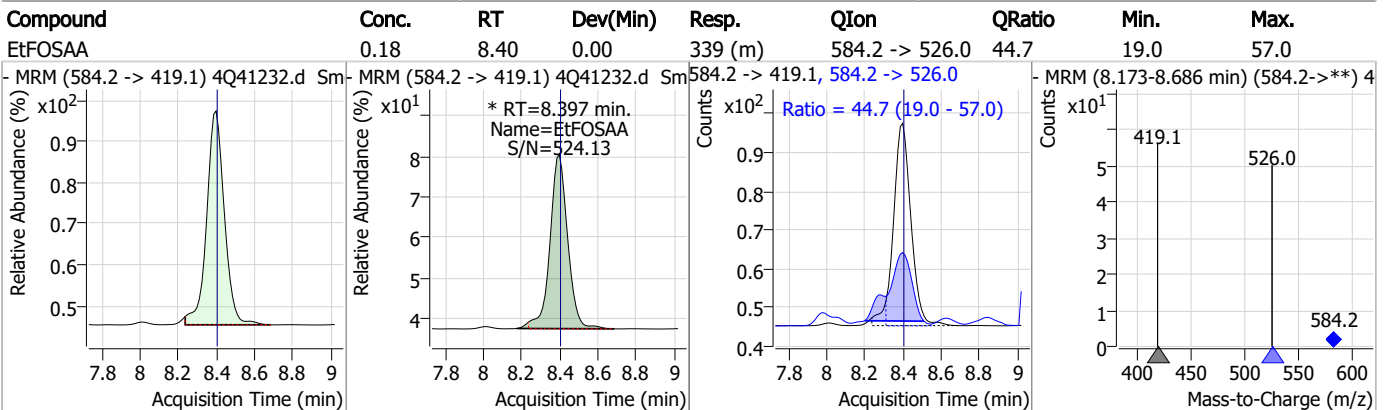 Compound Conc. RT Dev(Min) Resp. QIon QRatio Min. Max.
EtFOSAA 0.18 8.40 0.00 339 (m) 584.2 -> 526.0 44.7 19.0 57.0
- MRM (584.2 -> 419.1) 4Q41232.d Sm
Relative Abundance (%)
x10²
0.9
0.8
0.7
0.6
0.5
7.8 8 8.2 8.4 8.6 8.8 9
Acquisition Time (min)
- MRM (584.2 -> 419.1) 4Q41232.d Sm
Relative Abundance (%)
x10¹
* RT=8.397 min.
Name=EtFOSAA
S/N=524.13
8
7
6
5
4
7.8 8 8.2 8.4 8.6 8.8 9
Acquisition Time (min)
584.2 -> 419.1, 584.2 -> 526.0
Counts
x10²
Ratio = 44.7 (19.0 - 57.0)
0.9
0.8
0.7
0.6
0.5
0.4
7.8 8 8.2 8.4 8.6 8.8 9
Acquisition Time (min)
- MRM (8.173-8.686 min) (584.2->**) 4
Counts
x10¹
419.1
526.0
584.2
5
4
3
2
1
0
400 450 500 550 600
Mass-to-Charge (m/z)